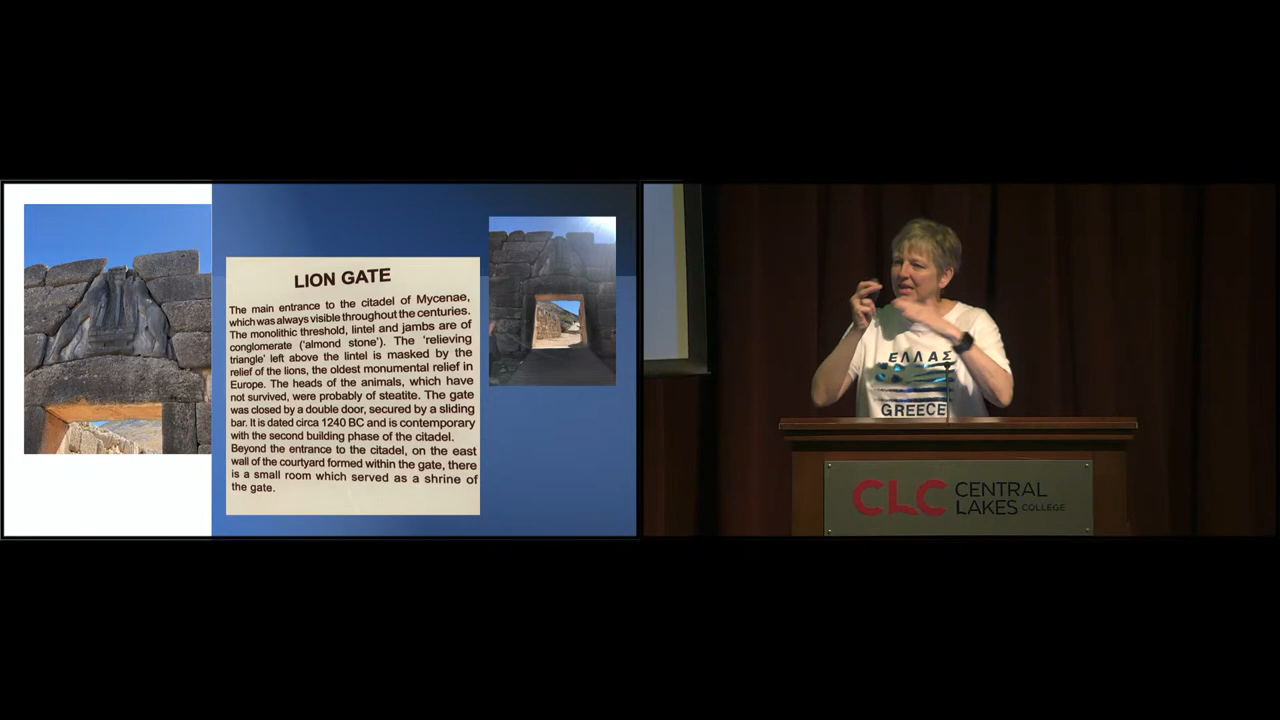 LION GATE
The main entrance to the citadel of Mycenae,
which was always visible throughout the centuries.
The monolithic threshold, lintel and jambs are of
conglomerate (‘almond stone’). The ‘relieving
triangle’ left above the lintel is masked by the
relief of the lions, the oldest monumental relief in
Europe. The heads of the animals, which have
not survived, were probably of steatite. The gate
was closed by a double door, secured by a sliding
bar. It is dated circa 1240 BC and is contemporary
with the second building phase of the citadel.
Beyond the entrance to the citadel, on the east
wall of the courtyard formed within the gate, there
is a small room which served as a shrine of
the gate.
ΕΛΛΑΣ
GREECE
CLC CENTRAL
LAKES COLLEGE